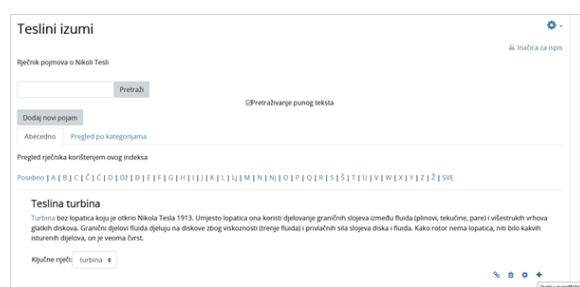 Teslini izumi
Inačica za ispis
Rječnik pojmova o Nikoli Tesli
Pretraži
Pretraživanje punog teksta
Dodaj novi pojam
Abecedno Pregled po kategorijama
Pregled rječnika korištenjem ovog indeksa
Posebno | A | B | C | Č | Ć | D | Dž | Đ | E | F | G | H | I | J | K | L | Lj | M | N | Nj | O | P | Q | R | S | Š | T | U | V | W | X | Y | Z | Ž | SVE
Teslina turbina
Turbina bez lopatica koju je otkrio Nikola Tesla 1913. Umjesto lopatica ona koristi djelovanje graničnih slojeva između fluida (plinovi, tekućine, pare) i višestrukih vrhova
glatkih diskova. Granični djelovi fluida djeluju na diskove zbog viskoznosti (trenje fluida) i privlačnih sila slojeva diska i fluida. Kako rotor nema lopatica, niti bilo kakvih
isturenih dijelova, on je veoma čvrst.
Ključne riječi: turbina